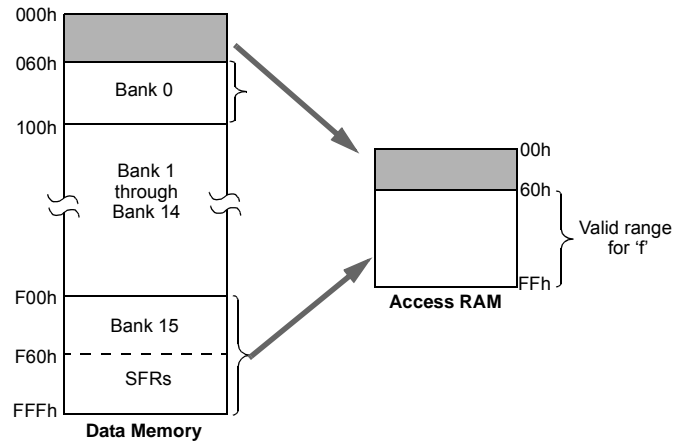 000h
060h
Bank 0
100h
Bank 1
through
Bank 14
F00h
Bank 15
F60h
SFRs
FFFh
Data Memory
00h
60h
Valid range
for ‘f’
FFh
Access RAM